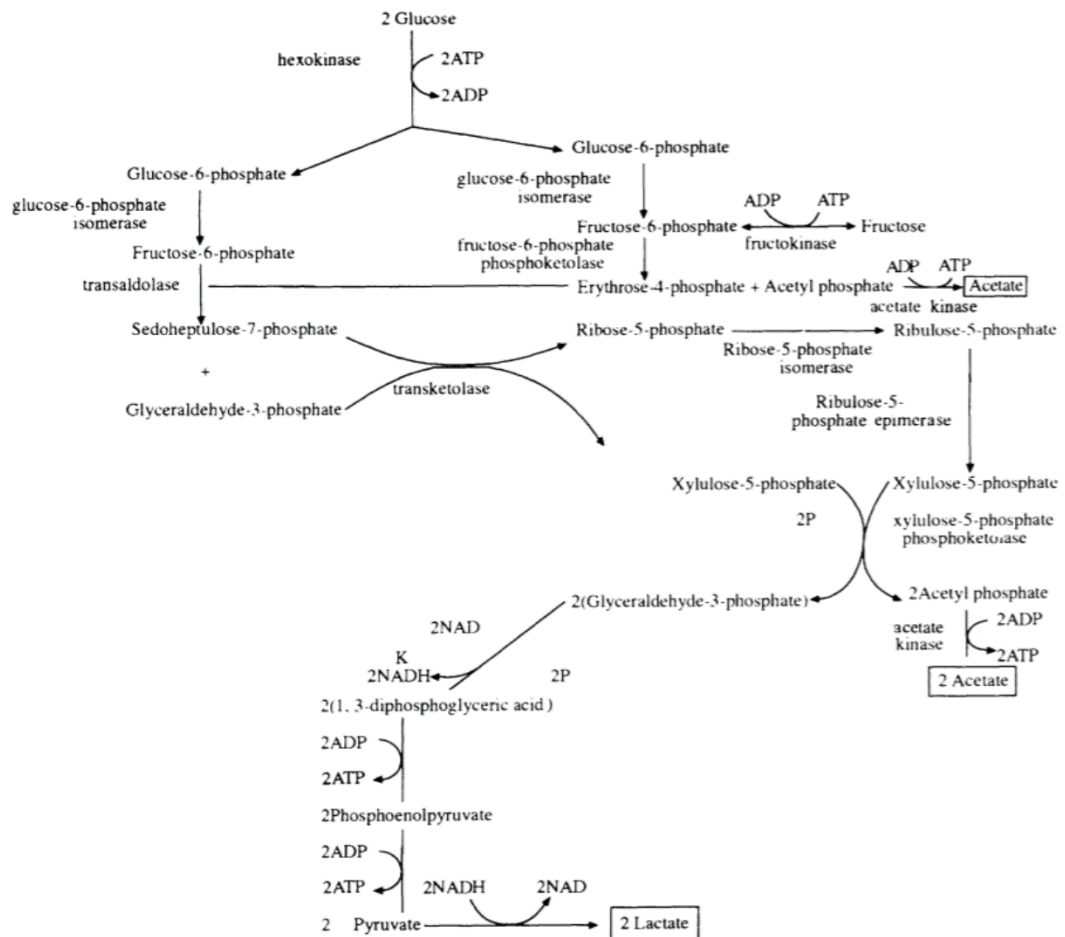 2 Glucose
hexokinase
2ATP
2ADP
Glucose-6-phosphate
Glucose-6-phosphate
glucose-6-phosphate
isomerase
glucose-6-phosphate
isomerase
ADP
ATP
Fructose-6-phosphate
Fructose
fructokinase
Fructose-6-phosphate
fructose-6-phosphate
phosphoketolase
transaldolase
Erythrose-4-phosphate + Acetyl phosphate
ADP
ATP
Acetate
acetate kinase
Sedoheptulose-7-phosphate
Ribose-5-phosphate
Ribulose-5-phosphate
Ribose-5-phosphate
isomerase
+
transketolase
Glyceraldehyde-3-phosphate
Ribulose-5-
phosphate epimerase
Xylulose-5-phosphate
Xylulose-5-phosphate
2P
xylulose-5-phosphate
phosphoketolase
2(Glyceraldehyde-3-phosphate)
2Acetyl phosphate
2NAD
acetate
kinase
2ADP
2ATP
K
2NADH
2P
2 Acetate
2(1, 3-diphosphoglyceric acid)
2ADP
2ATP
2Phosphoenolpyruvate
2ADP
2ATP
2NADH
2NAD
2 Pyruvate
2 Lactate